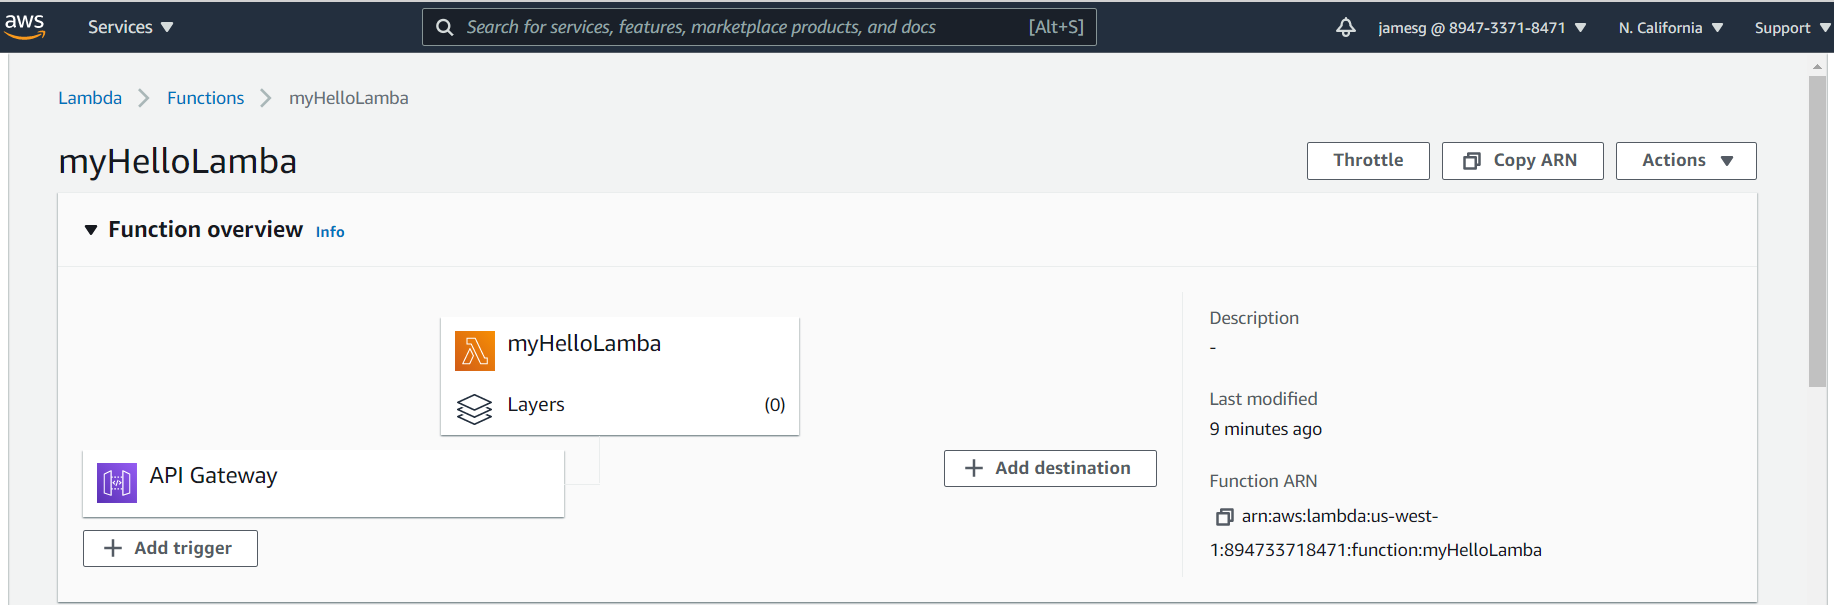 aws Services Search for services, features, marketplace products, and docs [Alt+S] jamesg @ 8947-3371-8471 N. California Support
Lambda Functions myHelloLamba
myHelloLamba
Throttle Copy ARN Actions
Function overview Info
myHelloLamba
Layers (0)
API Gateway
Add trigger
Add destination
Description
-
Last modified
9 minutes ago
Function ARN
arn:aws:lambda:us-west-
1:894733718471:function:myHelloLamba